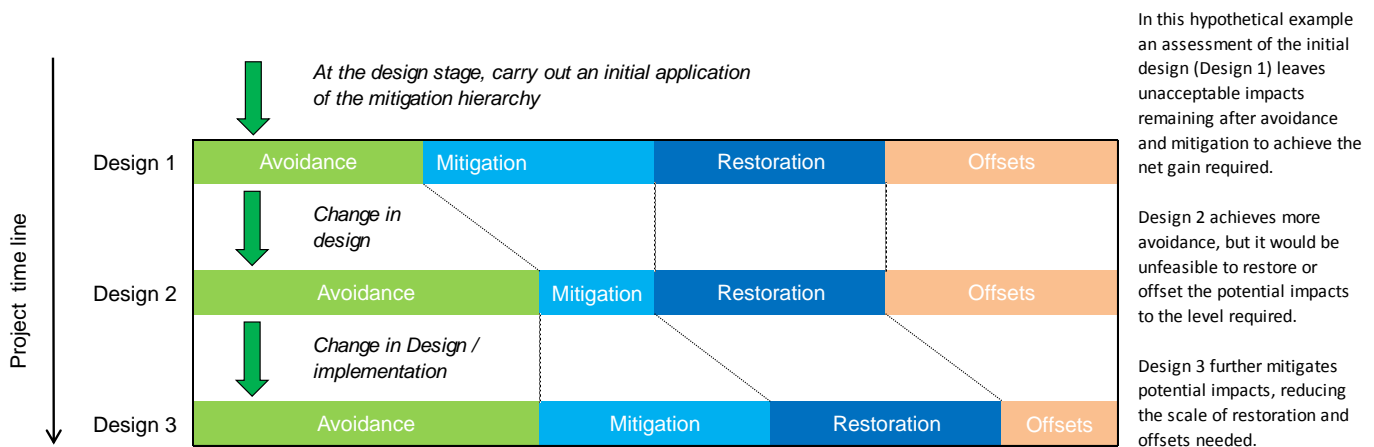 Project time line
At the design stage, carry out an initial application
of the mitigation hierarchy
Design 1
Avoidance
Mitigation
Restoration
Offsets
Change in
design
Design 2
Avoidance
Mitigation
Restoration
Offsets
Change in Design /
implementation
Design 3
Avoidance
Mitigation
Restoration
Offsets
In this hypothetical example
an assessment of the initial
design (Design 1) leaves
unacceptable impacts
remaining after avoidance
and mitigation to achieve the
net gain required.
Design 2 achieves more
avoidance, but it would be
unfeasible to restore or
offset the potential impacts
to the level required.
Design 3 further mitigates
potential impacts, reducing
the scale of restoration and
offsets needed.